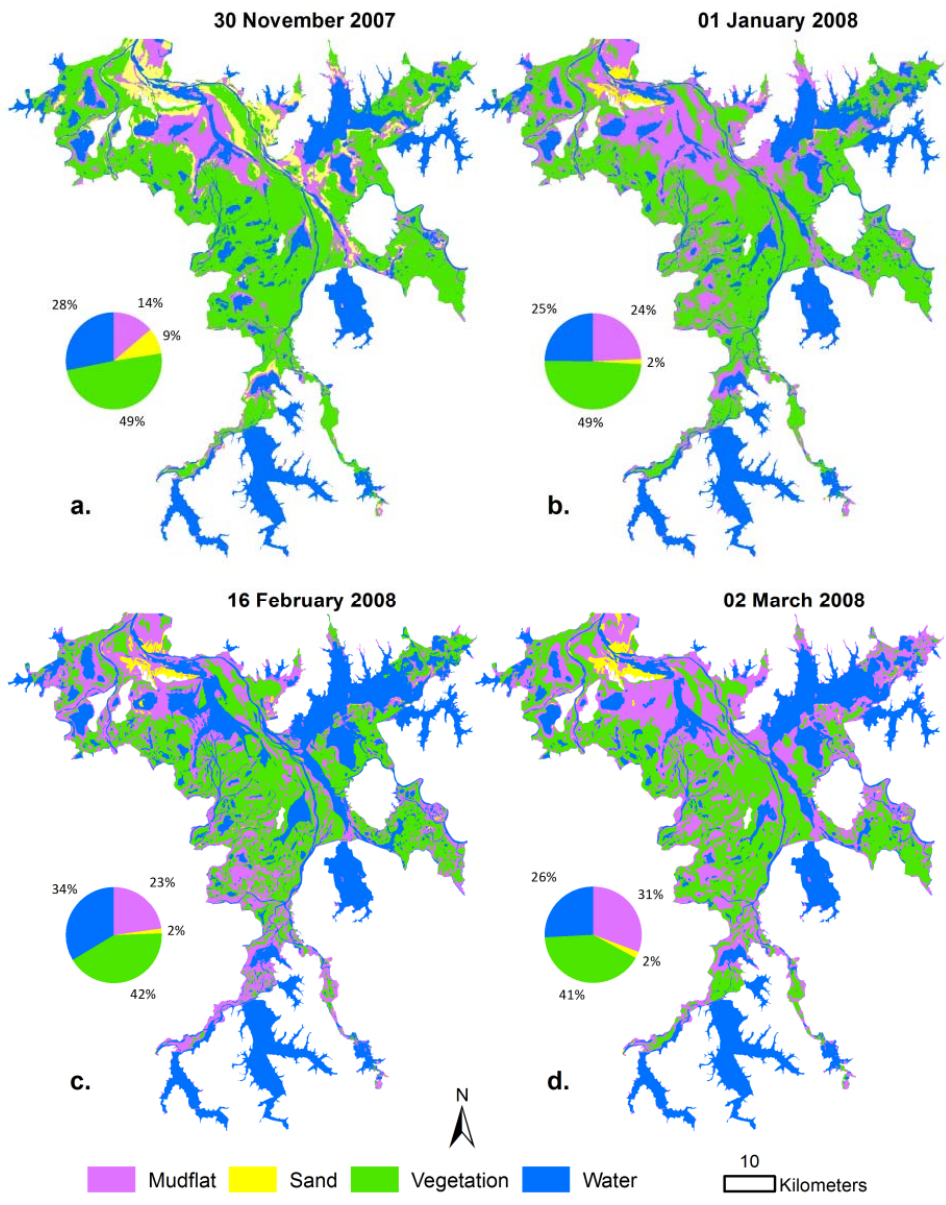 30 November 2007
01 January 2008
28%
14%
9%
49%
25%
24%
2%
49%
a.
b.
16 February 2008
02 March 2008
34%
23%
2%
42%
26%
31%
2%
41%
c.
d.
N
Mudflat
Sand
Vegetation
Water
10
Kilometers